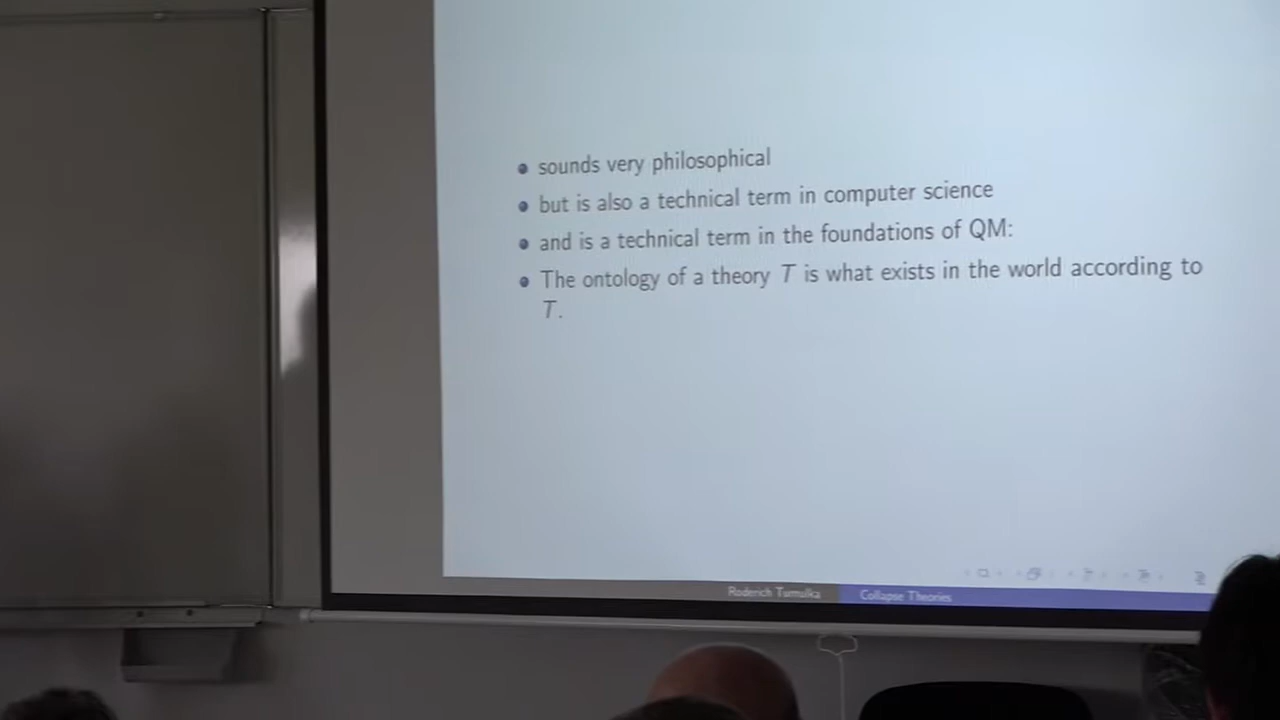 sounds very philosophical
but is also a technical term in computer science
and is a technical term in the foundations of QM:
The ontology of a theory T is what exists in the world according to
T.
Roderich Tumulka
Collapse Theories